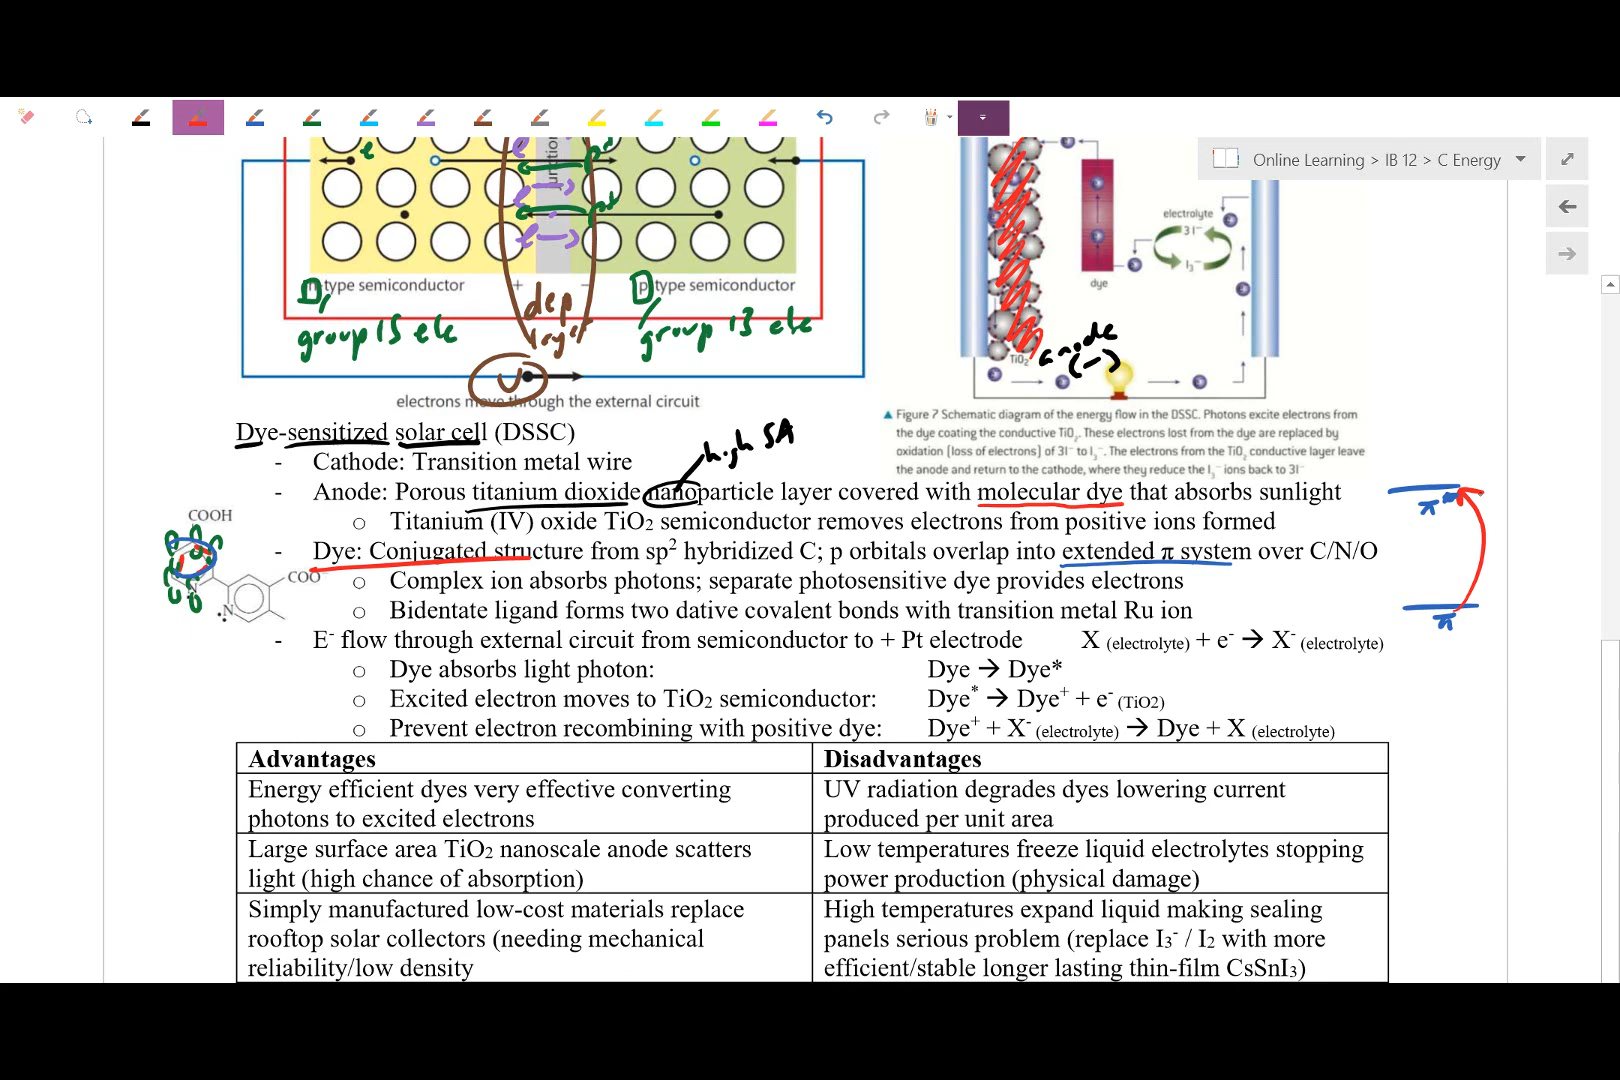 Online Learning > IB 12 > C Energy
e
e
e
e
junction
p+
p+
n-type semiconductor + − p-type semiconductor
D,
group 15 ele
dep
layer
D,
group 13 ele
electrons move through the external circuit
electrolyte
3I⁻
I₃⁻
dye
TiO₂
anode
(-)
▲ Figure 7 Schematic diagram of the energy flow in the DSSC. Photons excite electrons from
the dye coating the conductive TiO₂. These electrons lost from the dye are replaced by
oxidation (loss of electrons) of 3I⁻ to I₃⁻. The electrons from the TiO₂ conductive layer leave
the anode and return to the cathode, where they reduce the I₃⁻ ions back to 3I⁻
Dye-sensitized solar cell (DSSC)
high SA
- Cathode: Transition metal wire
- Anode: Porous titanium dioxide nanoparticle layer covered with molecular dye that absorbs sunlight
o Titanium (IV) oxide TiO₂ semiconductor removes electrons from positive ions formed
- Dye: Conjugated structure from sp² hybridized C; p orbitals overlap into extended π system over C/N/O
o Complex ion absorbs photons; separate photosensitive dye provides electrons
o Bidentate ligand forms two dative covalent bonds with transition metal Ru ion
COOH
COO
N
N
π*
π
- E⁻ flow through external circuit from semiconductor to + Pt electrode X (electrolyte) + e⁻ → X⁻ (electrolyte)
o Dye absorbs light photon: Dye → Dye*
o Excited electron moves to TiO₂ semiconductor: Dye* → Dye⁺ + e⁻ (TiO2)
o Prevent electron recombining with positive dye: Dye⁺ + X⁻ (electrolyte) → Dye + X (electrolyte)
Advantages
Disadvantages
Energy efficient dyes very effective converting
photons to excited electrons
UV radiation degrades dyes lowering current
produced per unit area
Large surface area TiO₂ nanoscale anode scatters
light (high chance of absorption)
Low temperatures freeze liquid electrolytes stopping
power production (physical damage)
Simply manufactured low-cost materials replace
rooftop solar collectors (needing mechanical
reliability/low density
High temperatures expand liquid making sealing
panels serious problem (replace I₃⁻ / I₂ with more
efficient/stable longer lasting thin-film CsSnI₃)